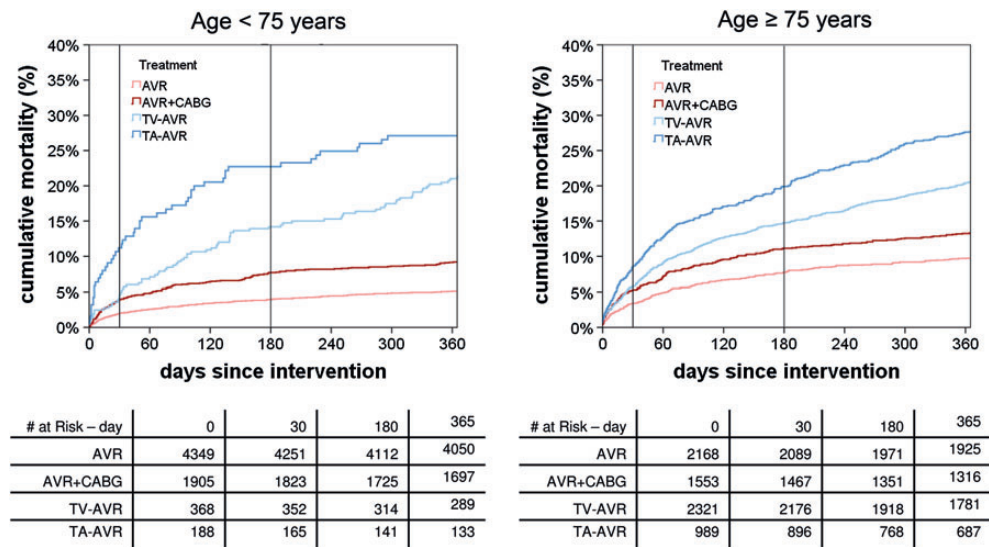 Age < 75 years
cumulative mortality (%)
40%
35%
30%
25%
20%
15%
10%
5%
0%
Treatment
AVR
AVR+CABG
TV-AVR
TA-AVR
0 60 120 180 240 300 360
days since intervention
# at Risk – day 0 30 180 365
AVR 4349 4251 4112 4050
AVR+CABG 1905 1823 1725 1697
TV-AVR 368 352 314 289
TA-AVR 188 165 141 133
Age ≥ 75 years
cumulative mortality (%)
40%
35%
30%
25%
20%
15%
10%
5%
0%
Treatment
AVR
AVR+CABG
TV-AVR
TA-AVR
0 60 120 180 240 300 360
days since intervention
# at Risk – day 0 30 180 365
AVR 2168 2089 1971 1925
AVR+CABG 1553 1467 1351 1316
TV-AVR 2321 2176 1918 1781
TA-AVR 989 896 768 687